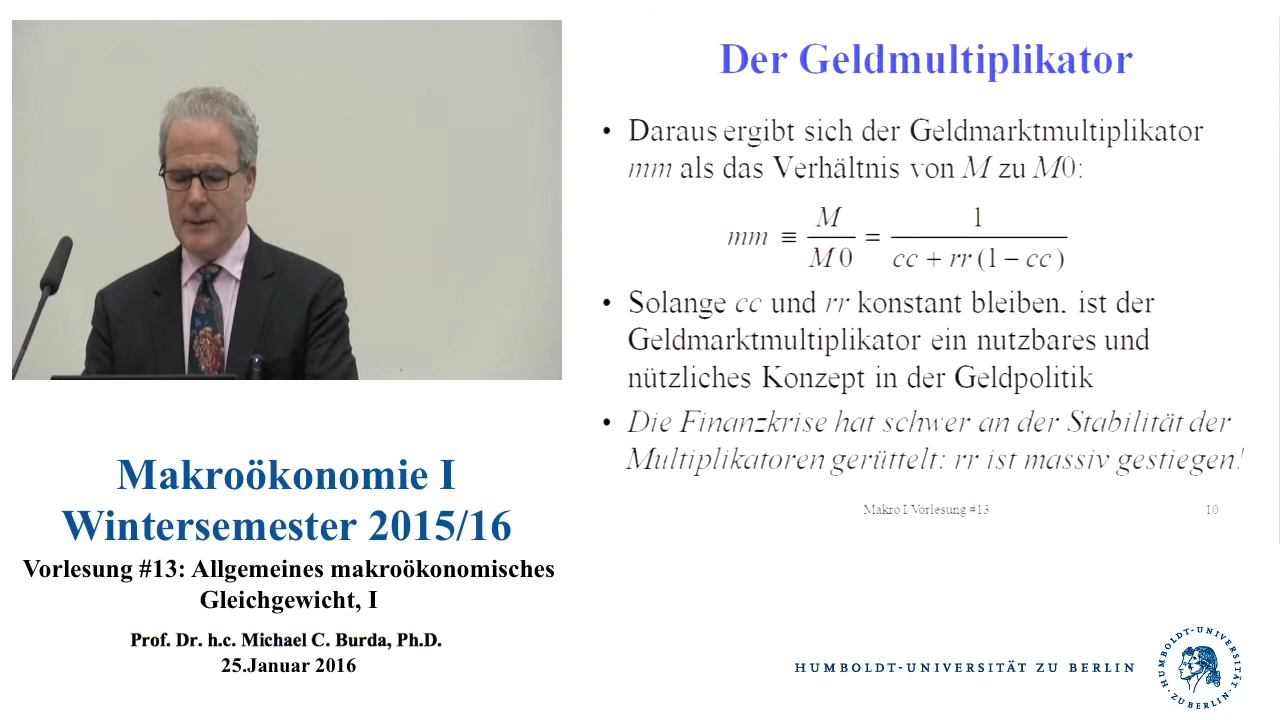 Der Geldmultiplikator
• Daraus ergibt sich der Geldmarktmultiplikator
mm als das Verhältnis von M zu M0:
mm ≡ M / M0 = 1 / (cc + rr (1 − cc))
• Solange cc und rr konstant bleiben, ist der
Geldmarktmultiplikator ein nutzbares und
nützliches Konzept in der Geldpolitik
• Die Finanzkrise hat schwer an der Stabilität der
Multiplikatoren gerüttelt: rr ist massiv gestiegen!
Makro I Vorlesung #13
10
Makroökonomie I
Wintersemester 2015/16
Vorlesung #13: Allgemeines makroökonomisches
Gleichgewicht, I
Prof. Dr. h.c. Michael C. Burda, Ph.D.
25.Januar 2016
HUMBOLDT-UNIVERSITÄT ZU BERLIN
HUMBOLDT-UNIVERSITÄT
ZU BERLIN